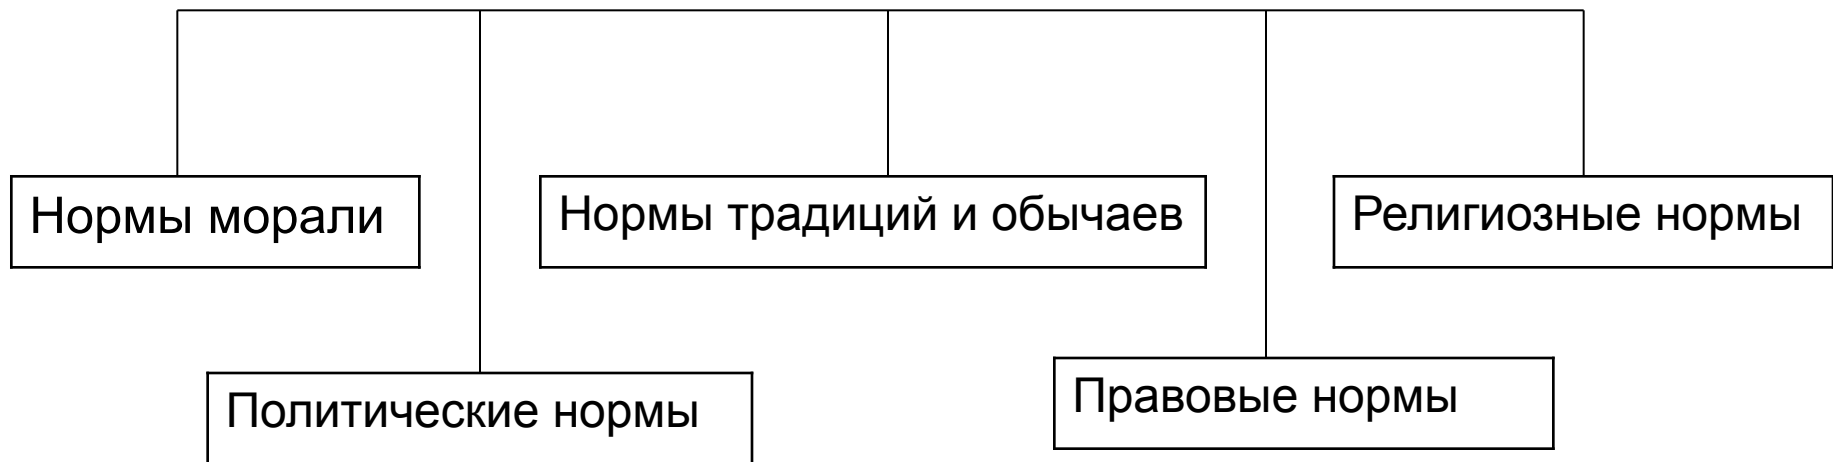 Нормы морали
Нормы традиций и обычаев
Религиозные нормы
Политические нормы
Правовые нормы